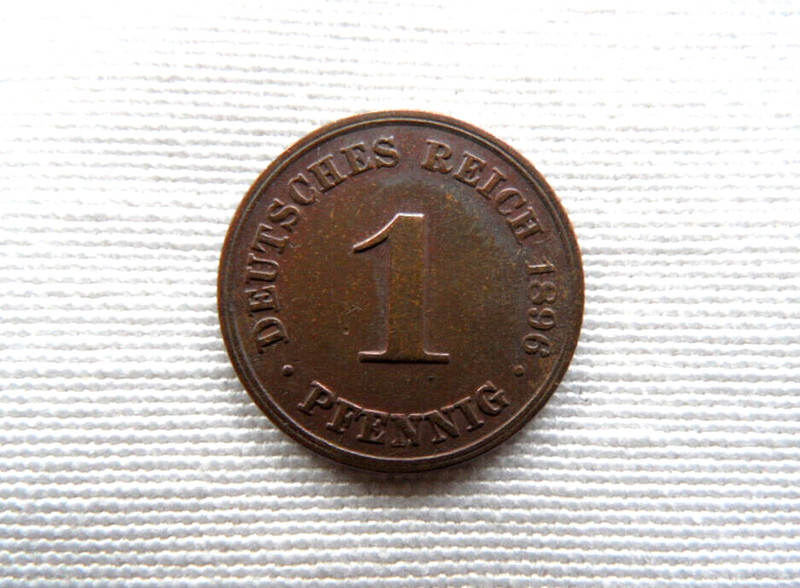 DEUTSCHES REICH 1896
1
PFENNIG